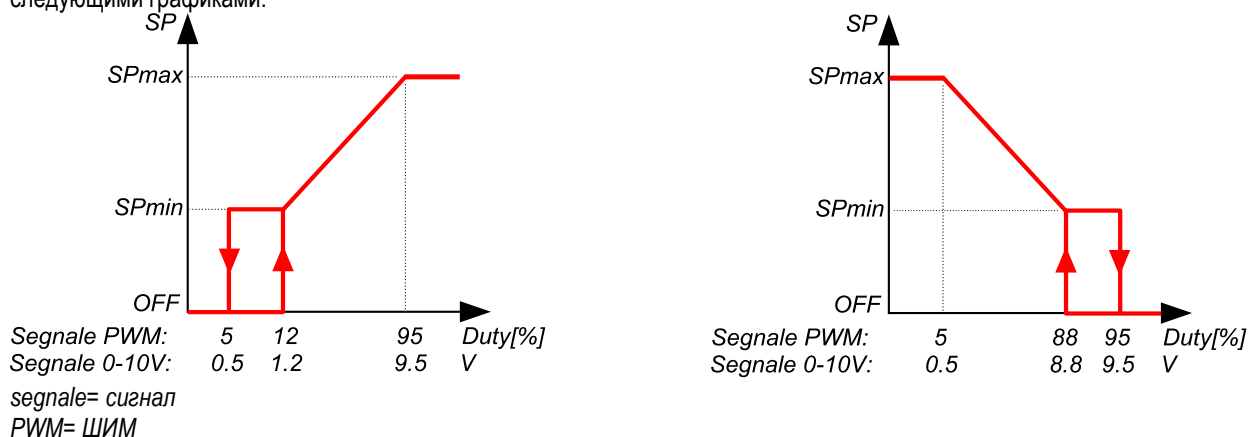 следующими графиками:
SP
SPmax
SPmin
OFF
Segnale PWM: 5 12 95 Duty[%]
Segnale 0-10V: 0.5 1.2 9.5 V
SP
SPmax
SPmin
OFF
Segnale PWM: 5 88 95 Duty[%]
Segnale 0-10V: 0.5 8.8 9.5 V
segnale= сигнал
PWM= ШИМ